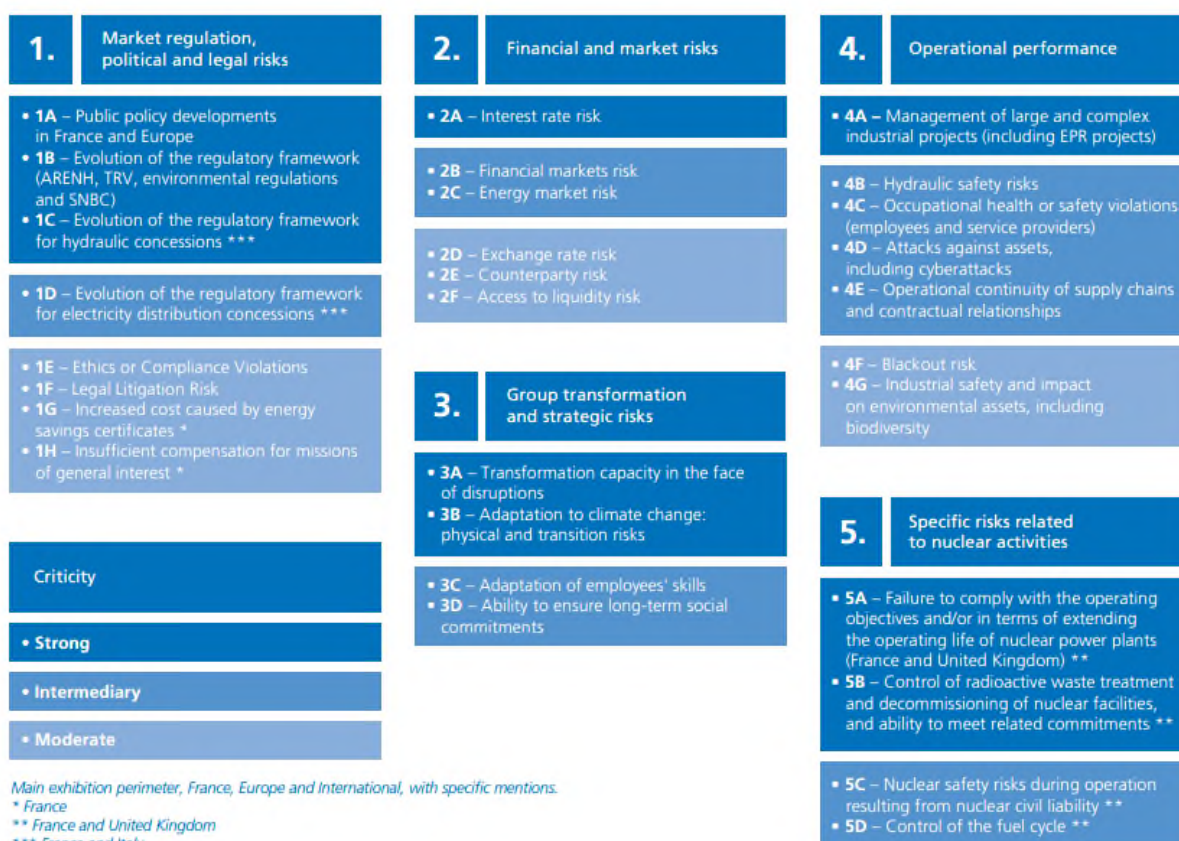 1.
Market regulation,
political and legal risks
• 1A – Public policy developments
in France and Europe
• 1B – Evolution of the regulatory framework
(ARENH, TRV, environmental regulations
and SNBC)
• 1C – Evolution of the regulatory framework
for hydraulic concessions ***
• 1D – Evolution of the regulatory framework
for electricity distribution concessions ***
• 1E – Ethics or Compliance Violations
• 1F – Legal Litigation Risk
• 1G – Increased cost caused by energy
savings certificates *
• 1H – Insufficient compensation for missions
of general interest *
Criticity
• Strong
• Intermediary
• Moderate
Main exhibition perimeter, France, Europe and International, with specific mentions.
* France
** France and United Kingdom
*** France and Italy
2.
Financial and market risks
▪ 2A – Interest rate risk
▪ 2B – Financial markets risk
▪ 2C – Energy market risk
▪ 2D – Exchange rate risk
▪ 2E – Counterparty risk
▪ 2F – Access to liquidity risk
3.
Group transformation
and strategic risks
▪ 3A – Transformation capacity in the face
of disruptions
▪ 3B – Adaptation to climate change:
physical and transition risks
▪ 3C – Adaptation of employees' skills
▪ 3D – Ability to ensure long-term social
commitments
4.
Operational performance
▪ 4A – Management of large and complex
industrial projects (including EPR projects)
▪ 4B – Hydraulic safety risks
▪ 4C – Occupational health or safety violations
(employees and service providers)
▪ 4D – Attacks against assets,
including cyberattacks
▪ 4E – Operational continuity of supply chains
and contractual relationships
▪ 4F – Blackout risk
▪ 4G – Industrial safety and impact
on environmental assets, including
biodiversity
5.
Specific risks related
to nuclear activities
▪ 5A – Failure to comply with the operating
objectives and/or in terms of extending
the operating life of nuclear power plants
(France and United Kingdom) **
▪ 5B – Control of radioactive waste treatment
and decommissioning of nuclear facilities,
and ability to meet related commitments **
▪ 5C – Nuclear safety risks during operation
resulting from nuclear civil liability **
▪ 5D – Control of the fuel cycle **